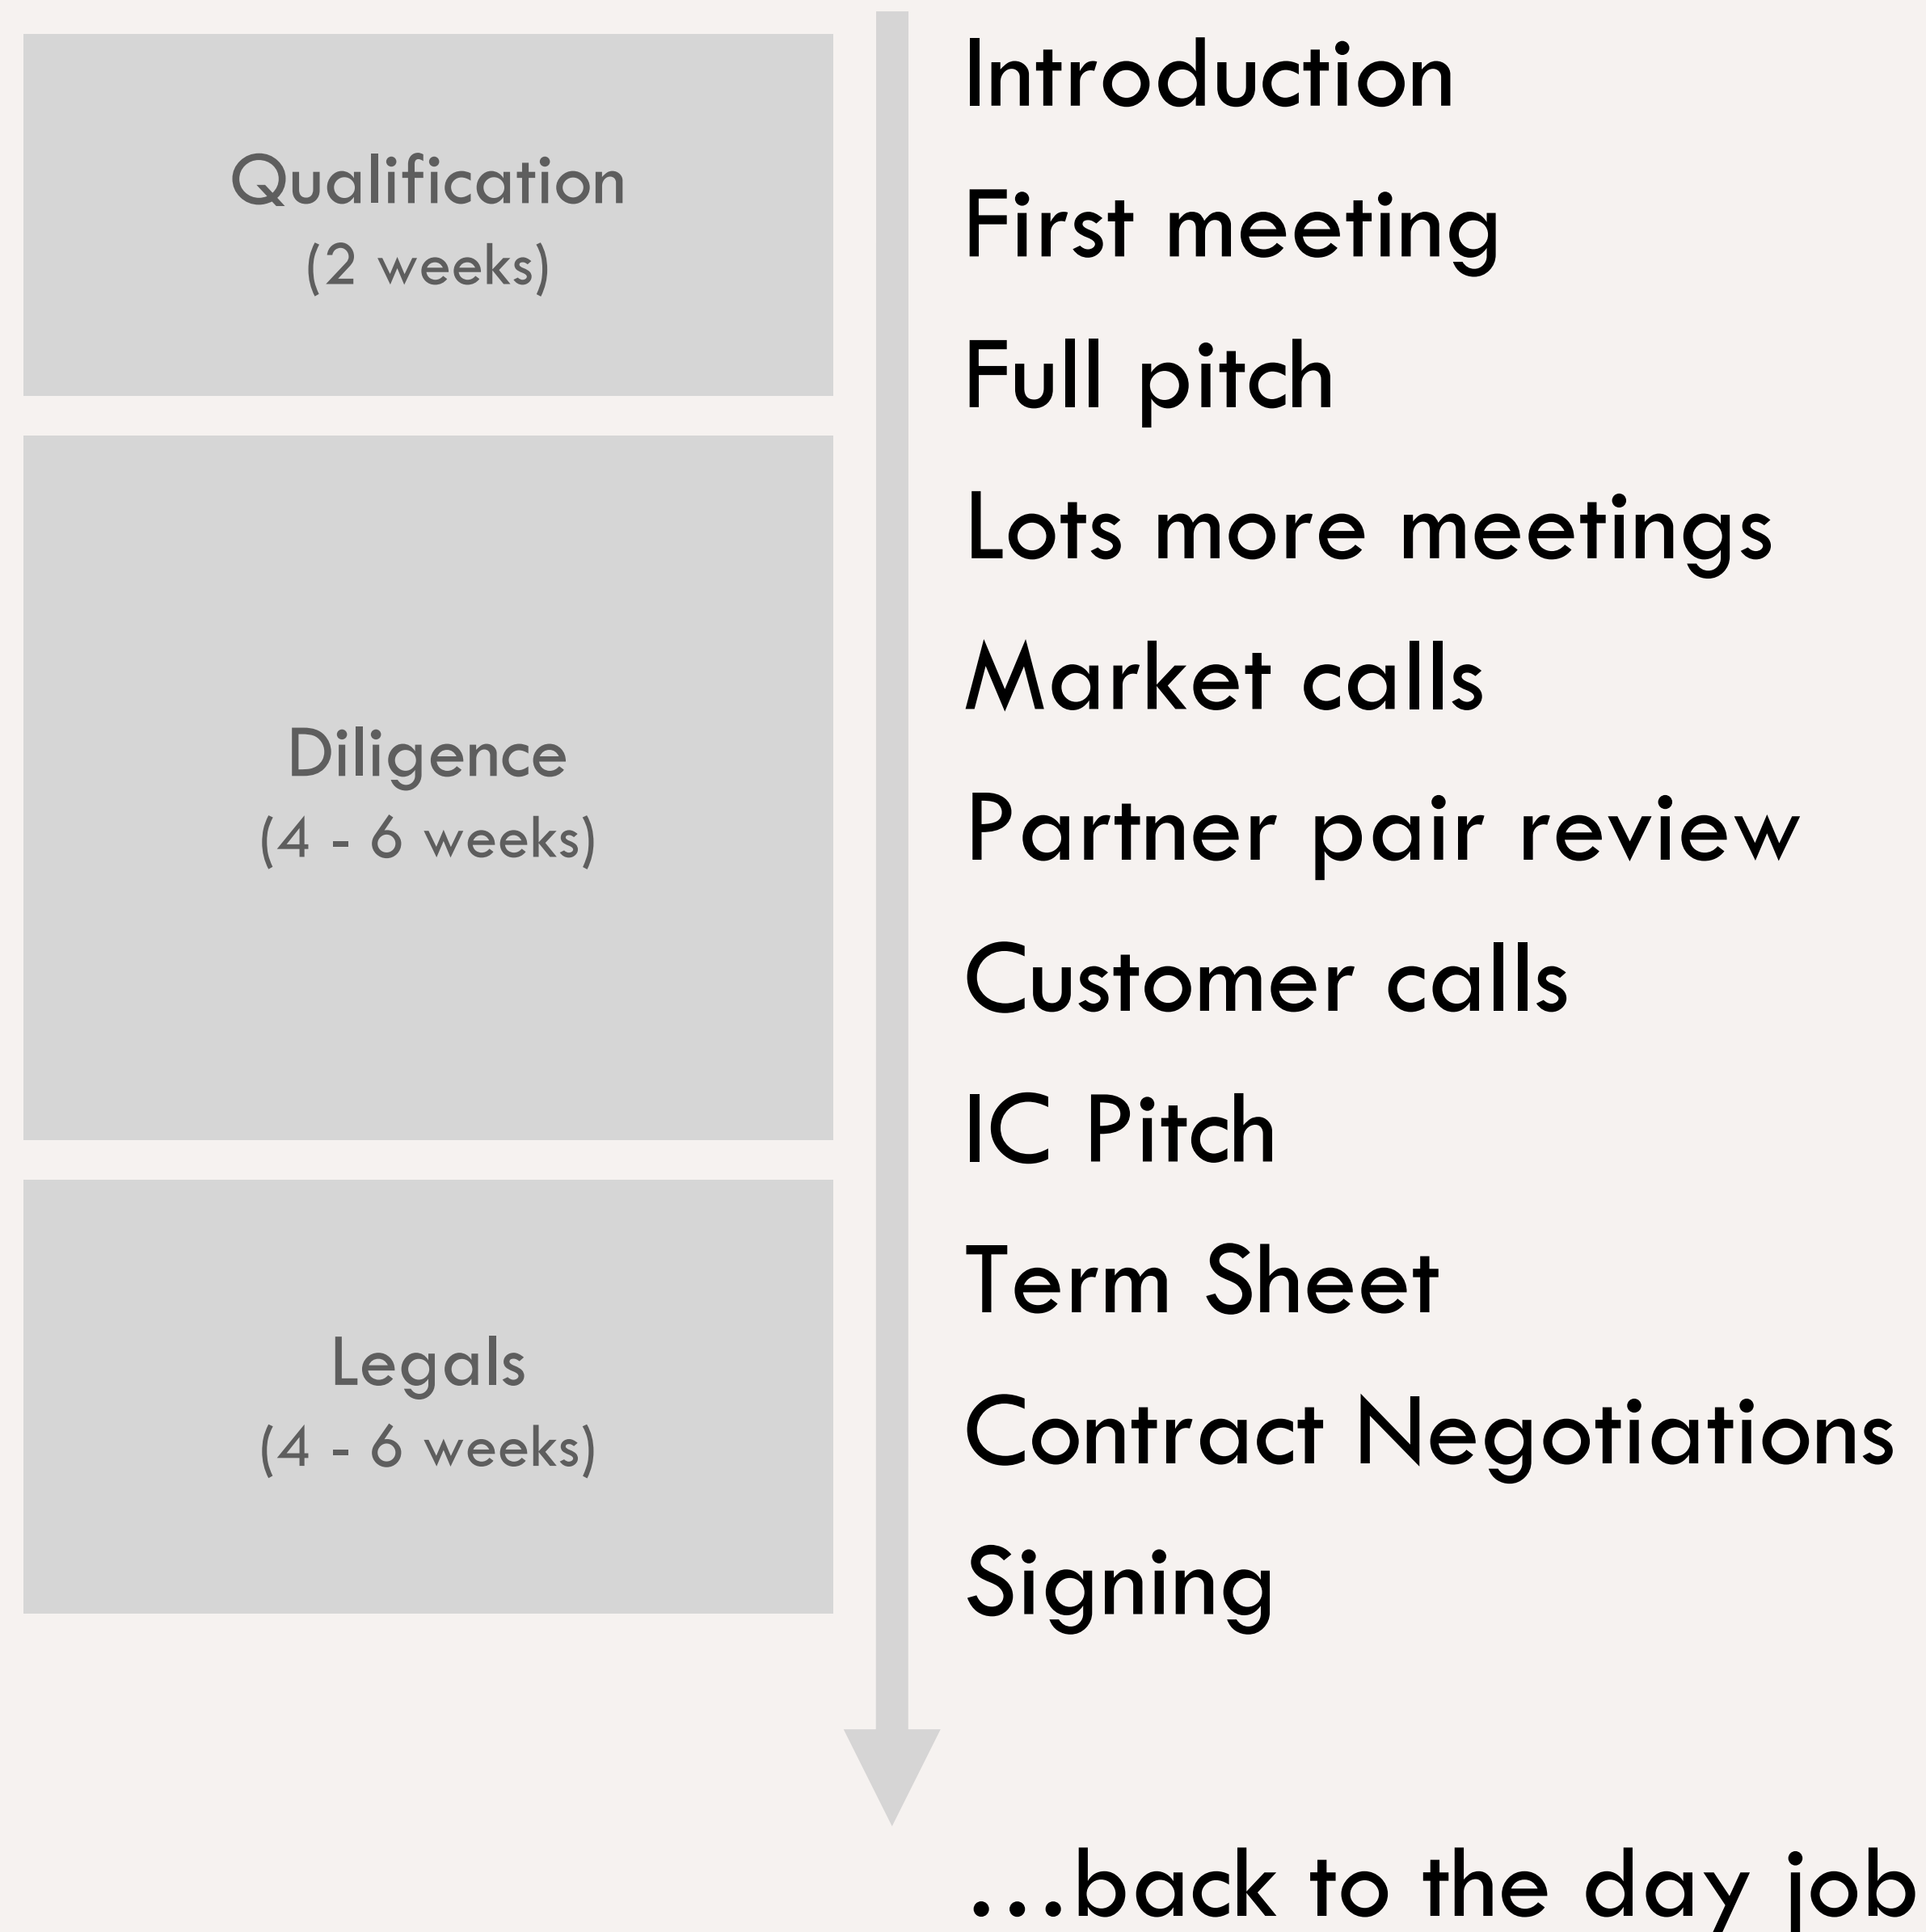 Qualification
(2 weeks)
Diligence
(4 - 6 weeks)
Legals
(4 - 6 weeks)
Introduction
First meeting
Full pitch
Lots more meetings
Market calls
Partner pair review
Customer calls
IC Pitch
Term Sheet
Contract Negotiations
Signing
...back to the day job